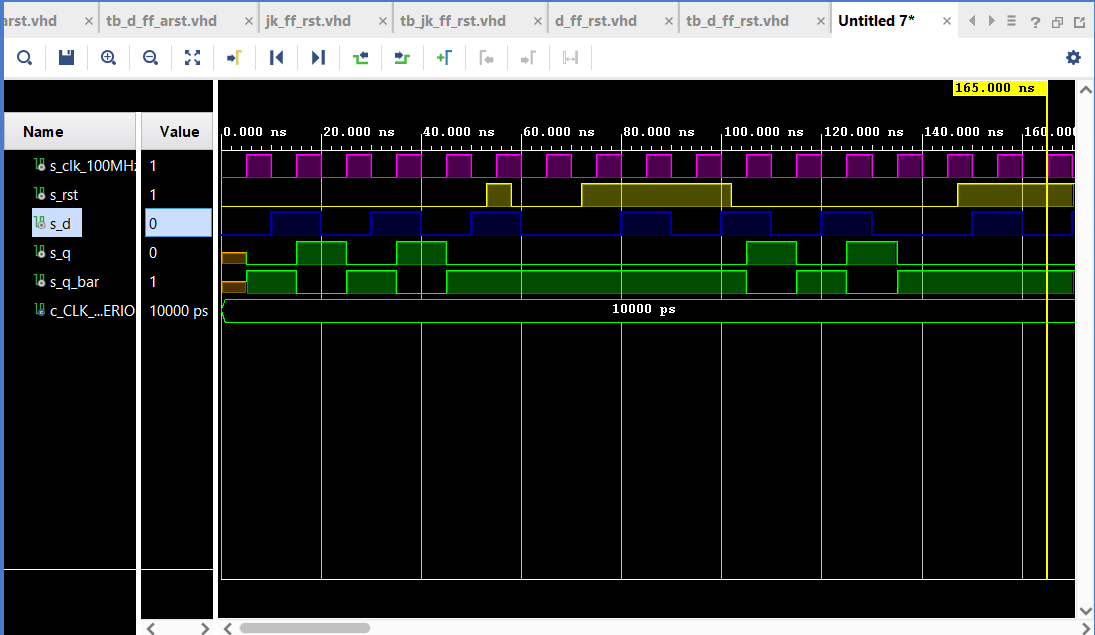 arst.vhd tb_d_ff_arst.vhd jk_ff_rst.vhd tb_jk_ff_rst.vhd d_ff_rst.vhd tb_d_ff_rst.vhd Untitled 7*
165.000 ns
Name Value
0.000 ns 20.000 ns 40.000 ns 60.000 ns 80.000 ns 100.000 ns 120.000 ns 140.000 ns 160.000
s_clk_100MHz 1
s_rst 1
s_d 0
s_q 0
s_q_bar 1
c_CLK_...ERIO 10000 ps 10000 ps